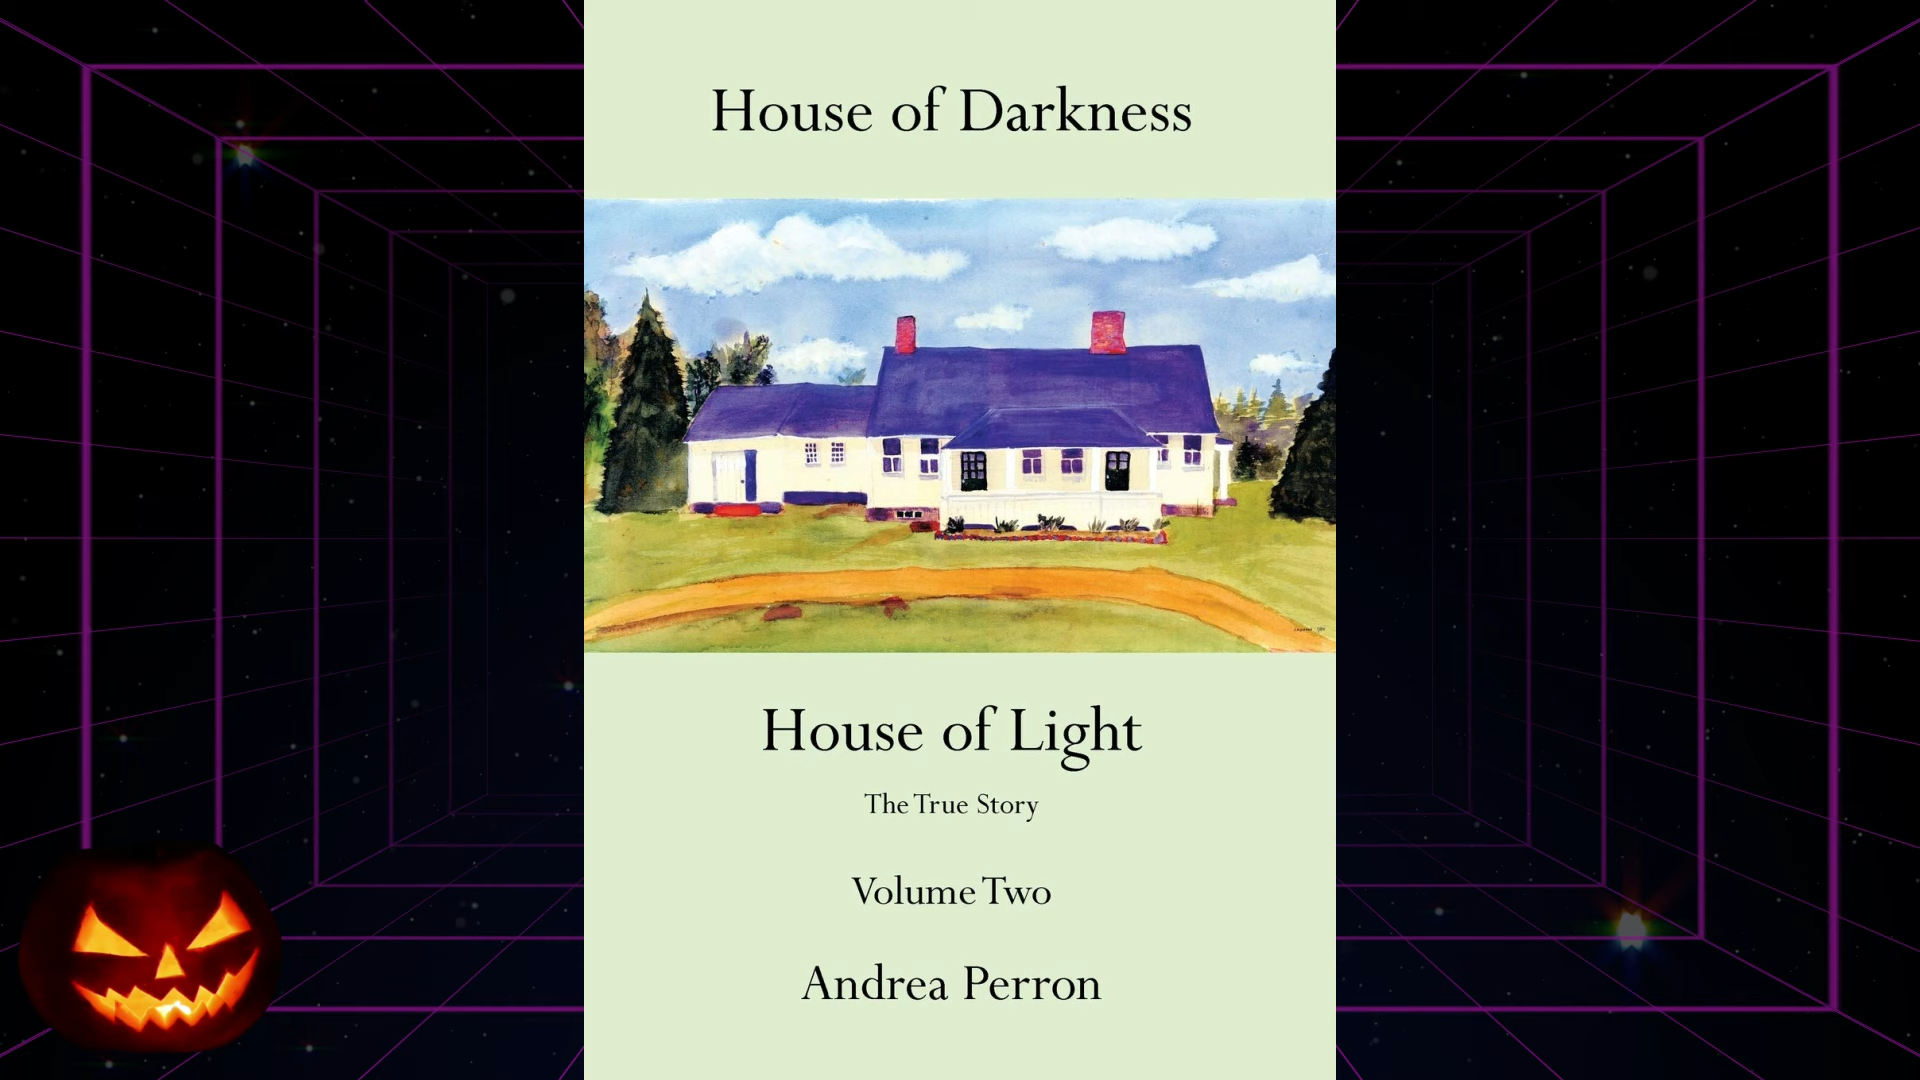 House of Darkness
House of Light
The True Story
Volume Two
Andrea Perron